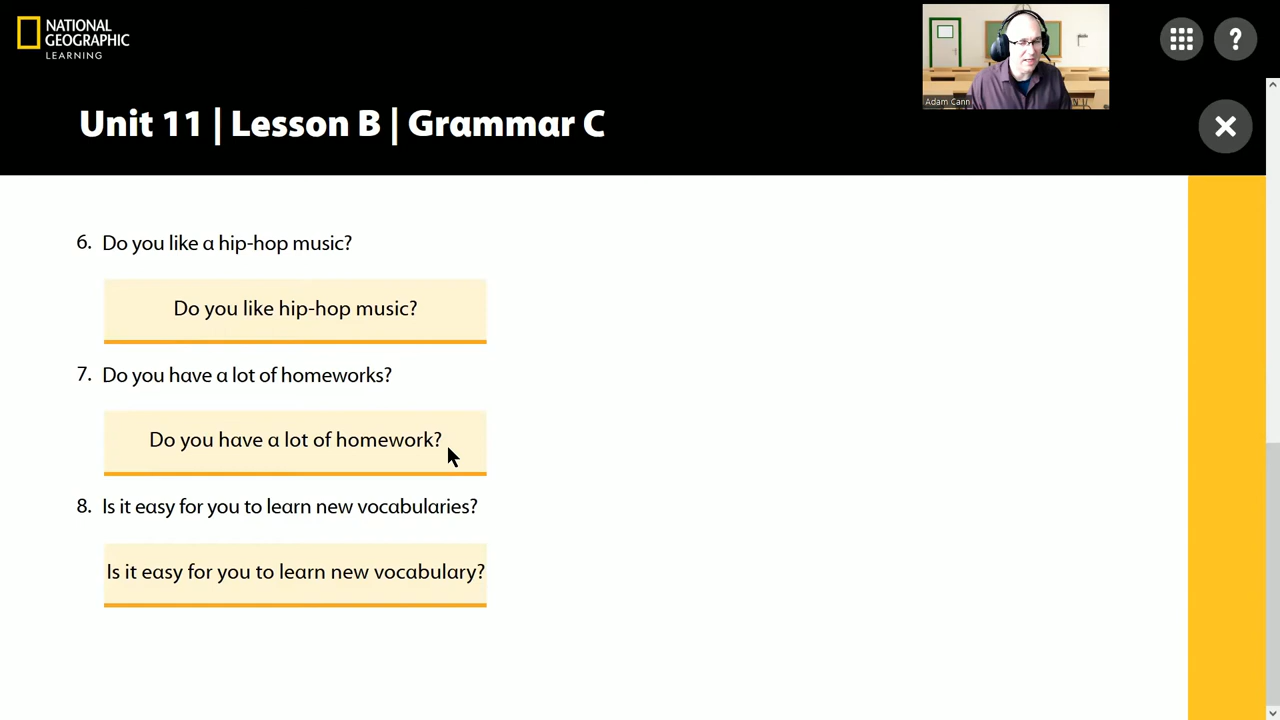 NATIONAL
GEOGRAPHIC
LEARNING
Adam Cann
?
Unit 11 | Lesson B | Grammar C
6. Do you like a hip-hop music?
Do you like hip-hop music?
7. Do you have a lot of homeworks?
Do you have a lot of homework?
8. Is it easy for you to learn new vocabularies?
Is it easy for you to learn new vocabulary?